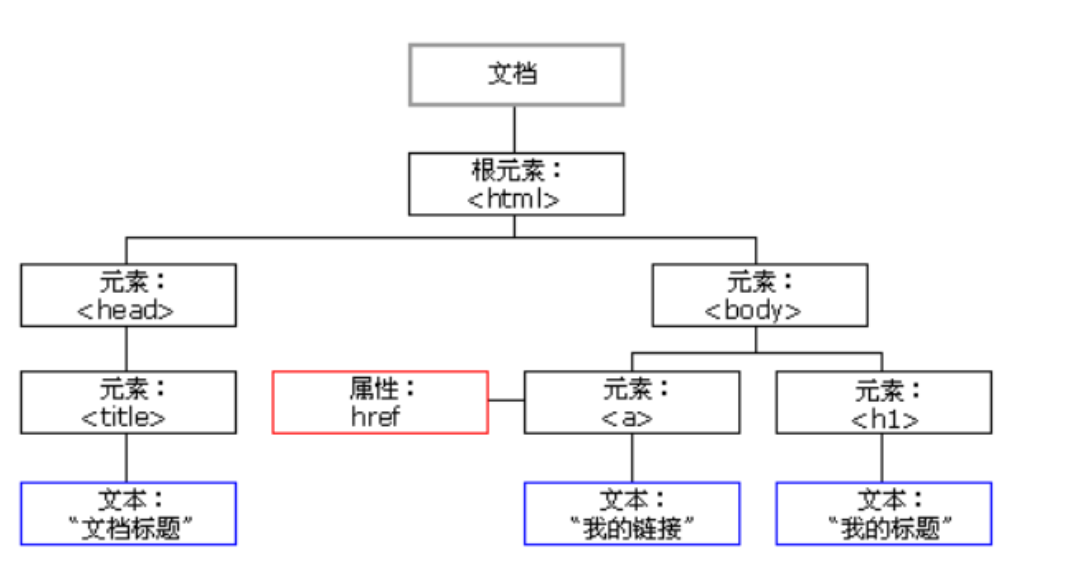 文档
根元素：
<html>
元素：
<head>
元素：
<body>
元素：
<title>
属性：
href
元素：
<a>
元素：
<h1>
文本：
“文档标题”
文本：
“我的链接”
文本：
“我的标题”